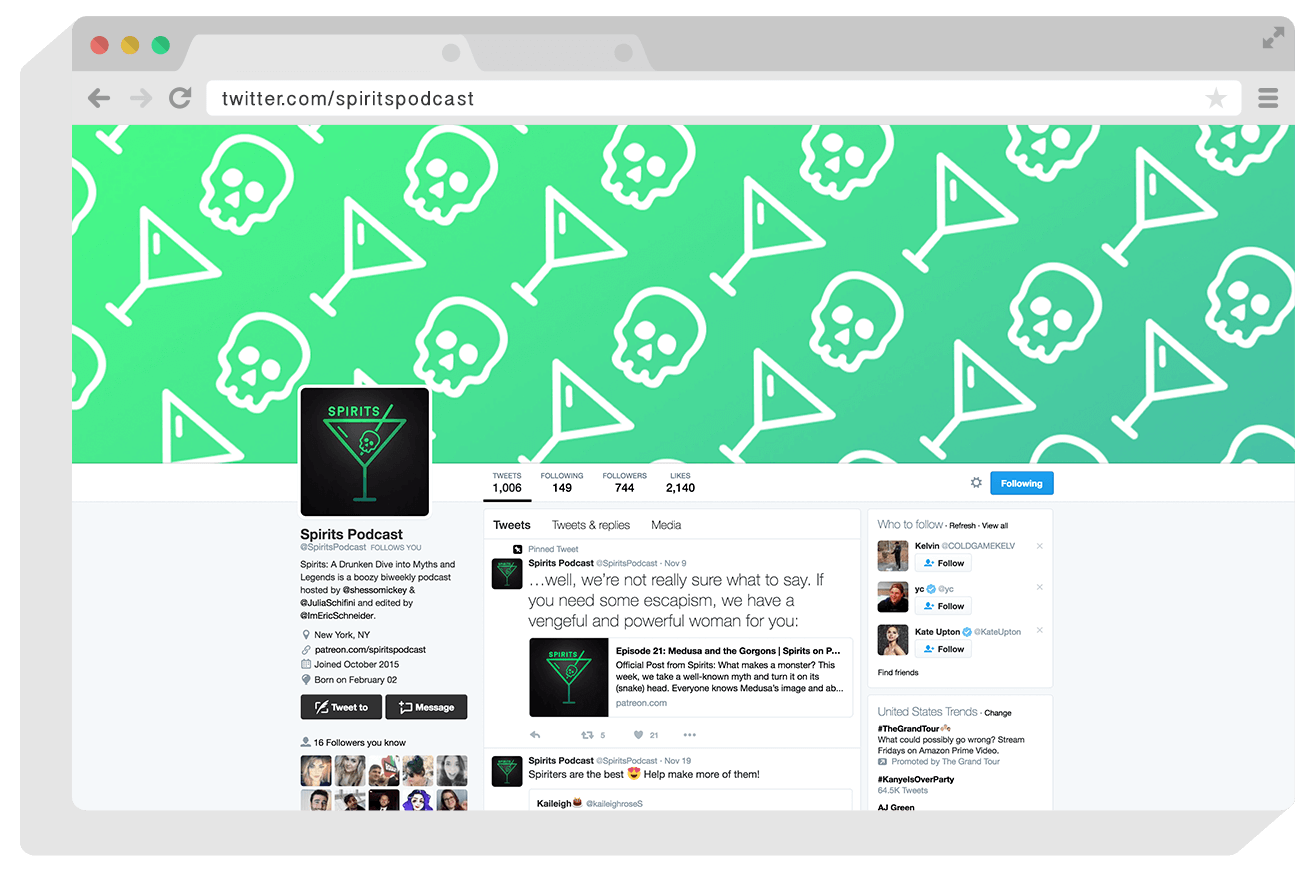 twitter.com/spiritspodcast
SPIRITS
TWEETS FOLLOWING FOLLOWERS LIKES
1,006 149 744 2,140
Following
Spirits Podcast
@SpiritsPodcast FOLLOWS YOU
Spirits: A Drunken Dive into Myths and
Legends is a boozy biweekly podcast
hosted by @shessomickey &
@JuliaSchifini and edited by
@ImEricSchneider.
New York, NY
patreon.com/spiritspodcast
Joined October 2015
Born on February 02
Tweet to
Message
16 Followers you know
Tweets Tweets & replies Media
Pinned Tweet
Spirits Podcast @SpiritsPodcast · Nov 9
…well, we're not really sure what to say. If
you need some escapism, we have a
vengeful and powerful woman for you:
SPIRITS
Episode 21: Medusa and the Gorgons | Spirits on P...
Official Post from Spirits: What makes a monster? This
week, we take a well-known myth and turn it on its
(snake) head. Everyone knows Medusa's image and ab...
patreon.com
5 21
Spirits Podcast @SpiritsPodcast · Nov 19
Spiriters are the best 😍 Help make more of them!
Kaileigh @kaileighroseS
Who to follow · Refresh · View all
Kelvin @COLDGAMEKELV
Follow
yc @yc
Follow
Kate Upton @KateUpton
Follow
Find friends
United States Trends · Change
#TheGrandTour
What could possibly go wrong? Stream
Fridays on Amazon Prime Video.
Promoted by The Grand Tour
#KanyeIsOverParty
64.5K Tweets
AJ Green